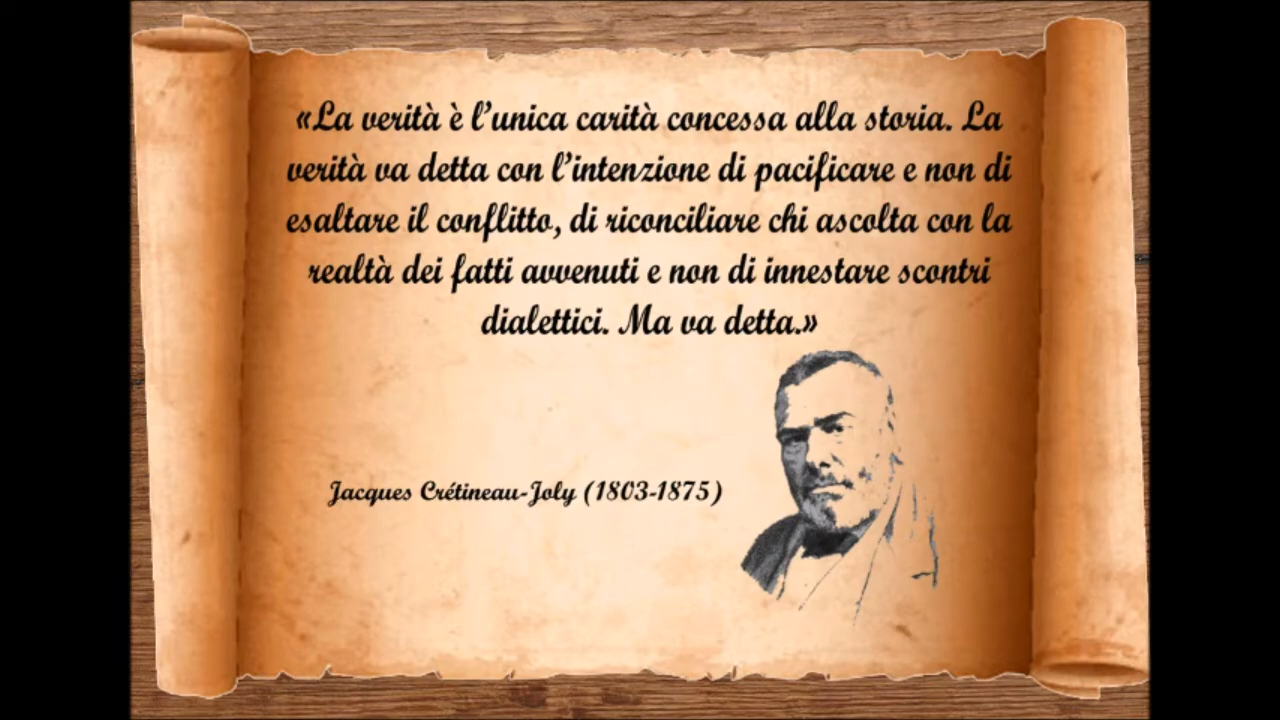 «La verità è l'unica carità concessa alla storia. La
verità va detta con l'intenzione di pacificare e non di
esaltare il conflitto, di riconciliare chi ascolta con la
realtà dei fatti avvenuti e non di innestare scontri
dialettici. Ma va detta.»
Jacques Crétineau-Joly (1803-1875)